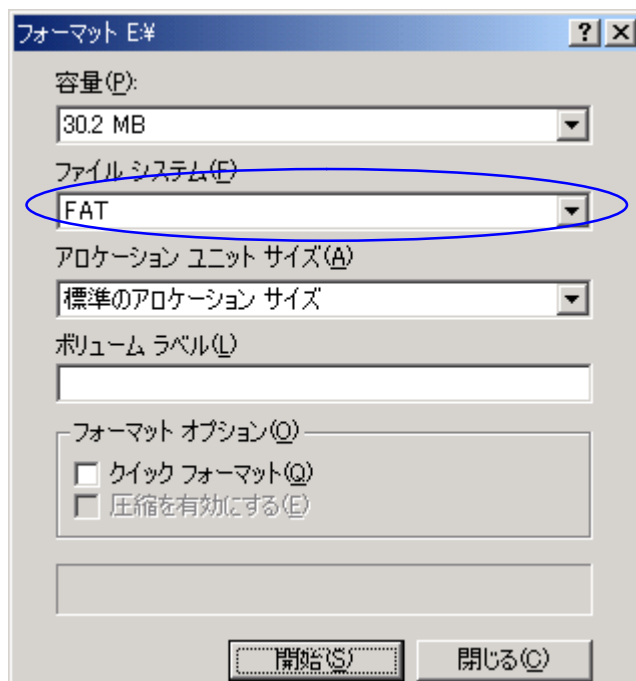 フォーマット E:¥
容量(P):
30.2 MB
ファイル システム(F)
FAT
アロケーション ユニット サイズ(A)
標準のアロケーション サイズ
ボリューム ラベル(L)
フォーマット オプション(O)
クイック フォーマット(Q)
圧縮を有効にする(E)
開始(S)
閉じる(C)